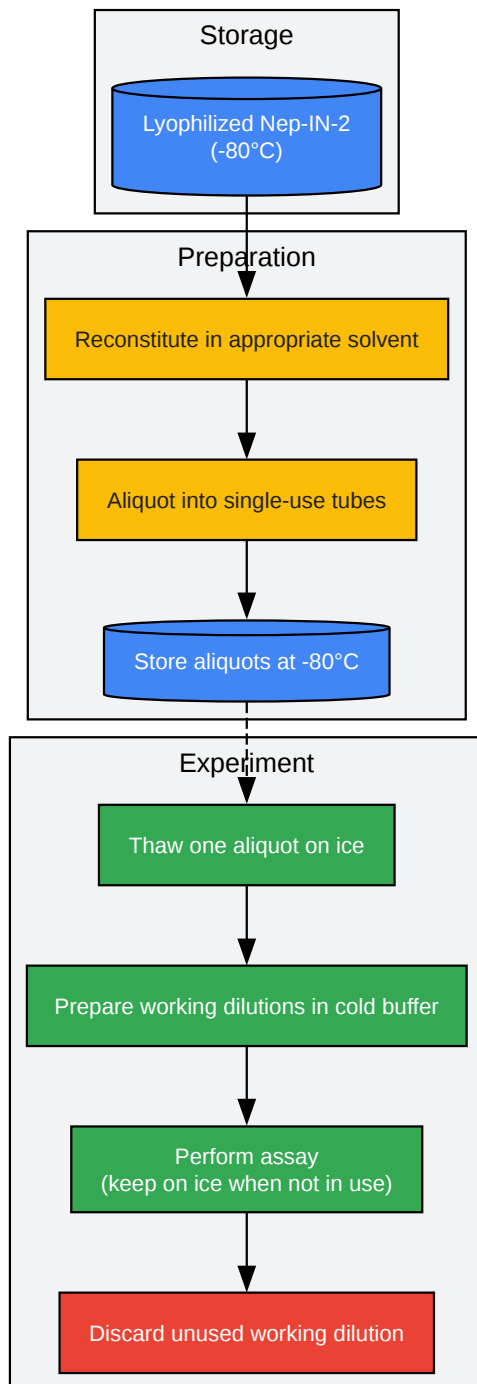 Storage
Lyophilized Nep-IN-2
(-80°C)
Preparation
Reconstitute in appropriate solvent
Aliquot into single-use tubes
Store aliquots at -80°C
Experiment
Thaw one aliquot on ice
Prepare working dilutions in cold buffer
Perform assay
(keep on ice when not in use)
Discard unused working dilution